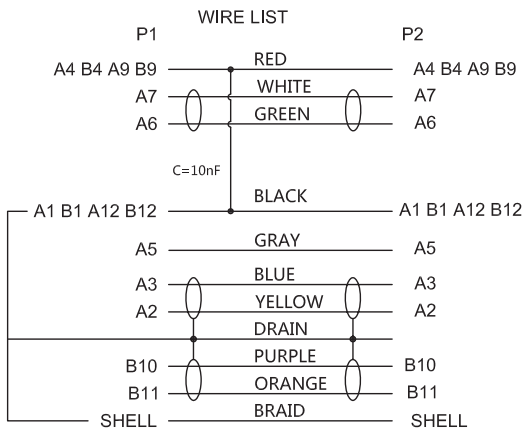 WIRE LIST
P1 P2
A4 B4 A9 B9 RED A4 B4 A9 B9
A7 WHITE A7
A6 GREEN A6
C=10nF
A1 B1 A12 B12 BLACK A1 B1 A12 B12
A5 GRAY A5
A3 BLUE A3
A2 YELLOW A2
DRAIN
B10 PURPLE B10
B11 ORANGE B11
SHELL BRAID SHELL